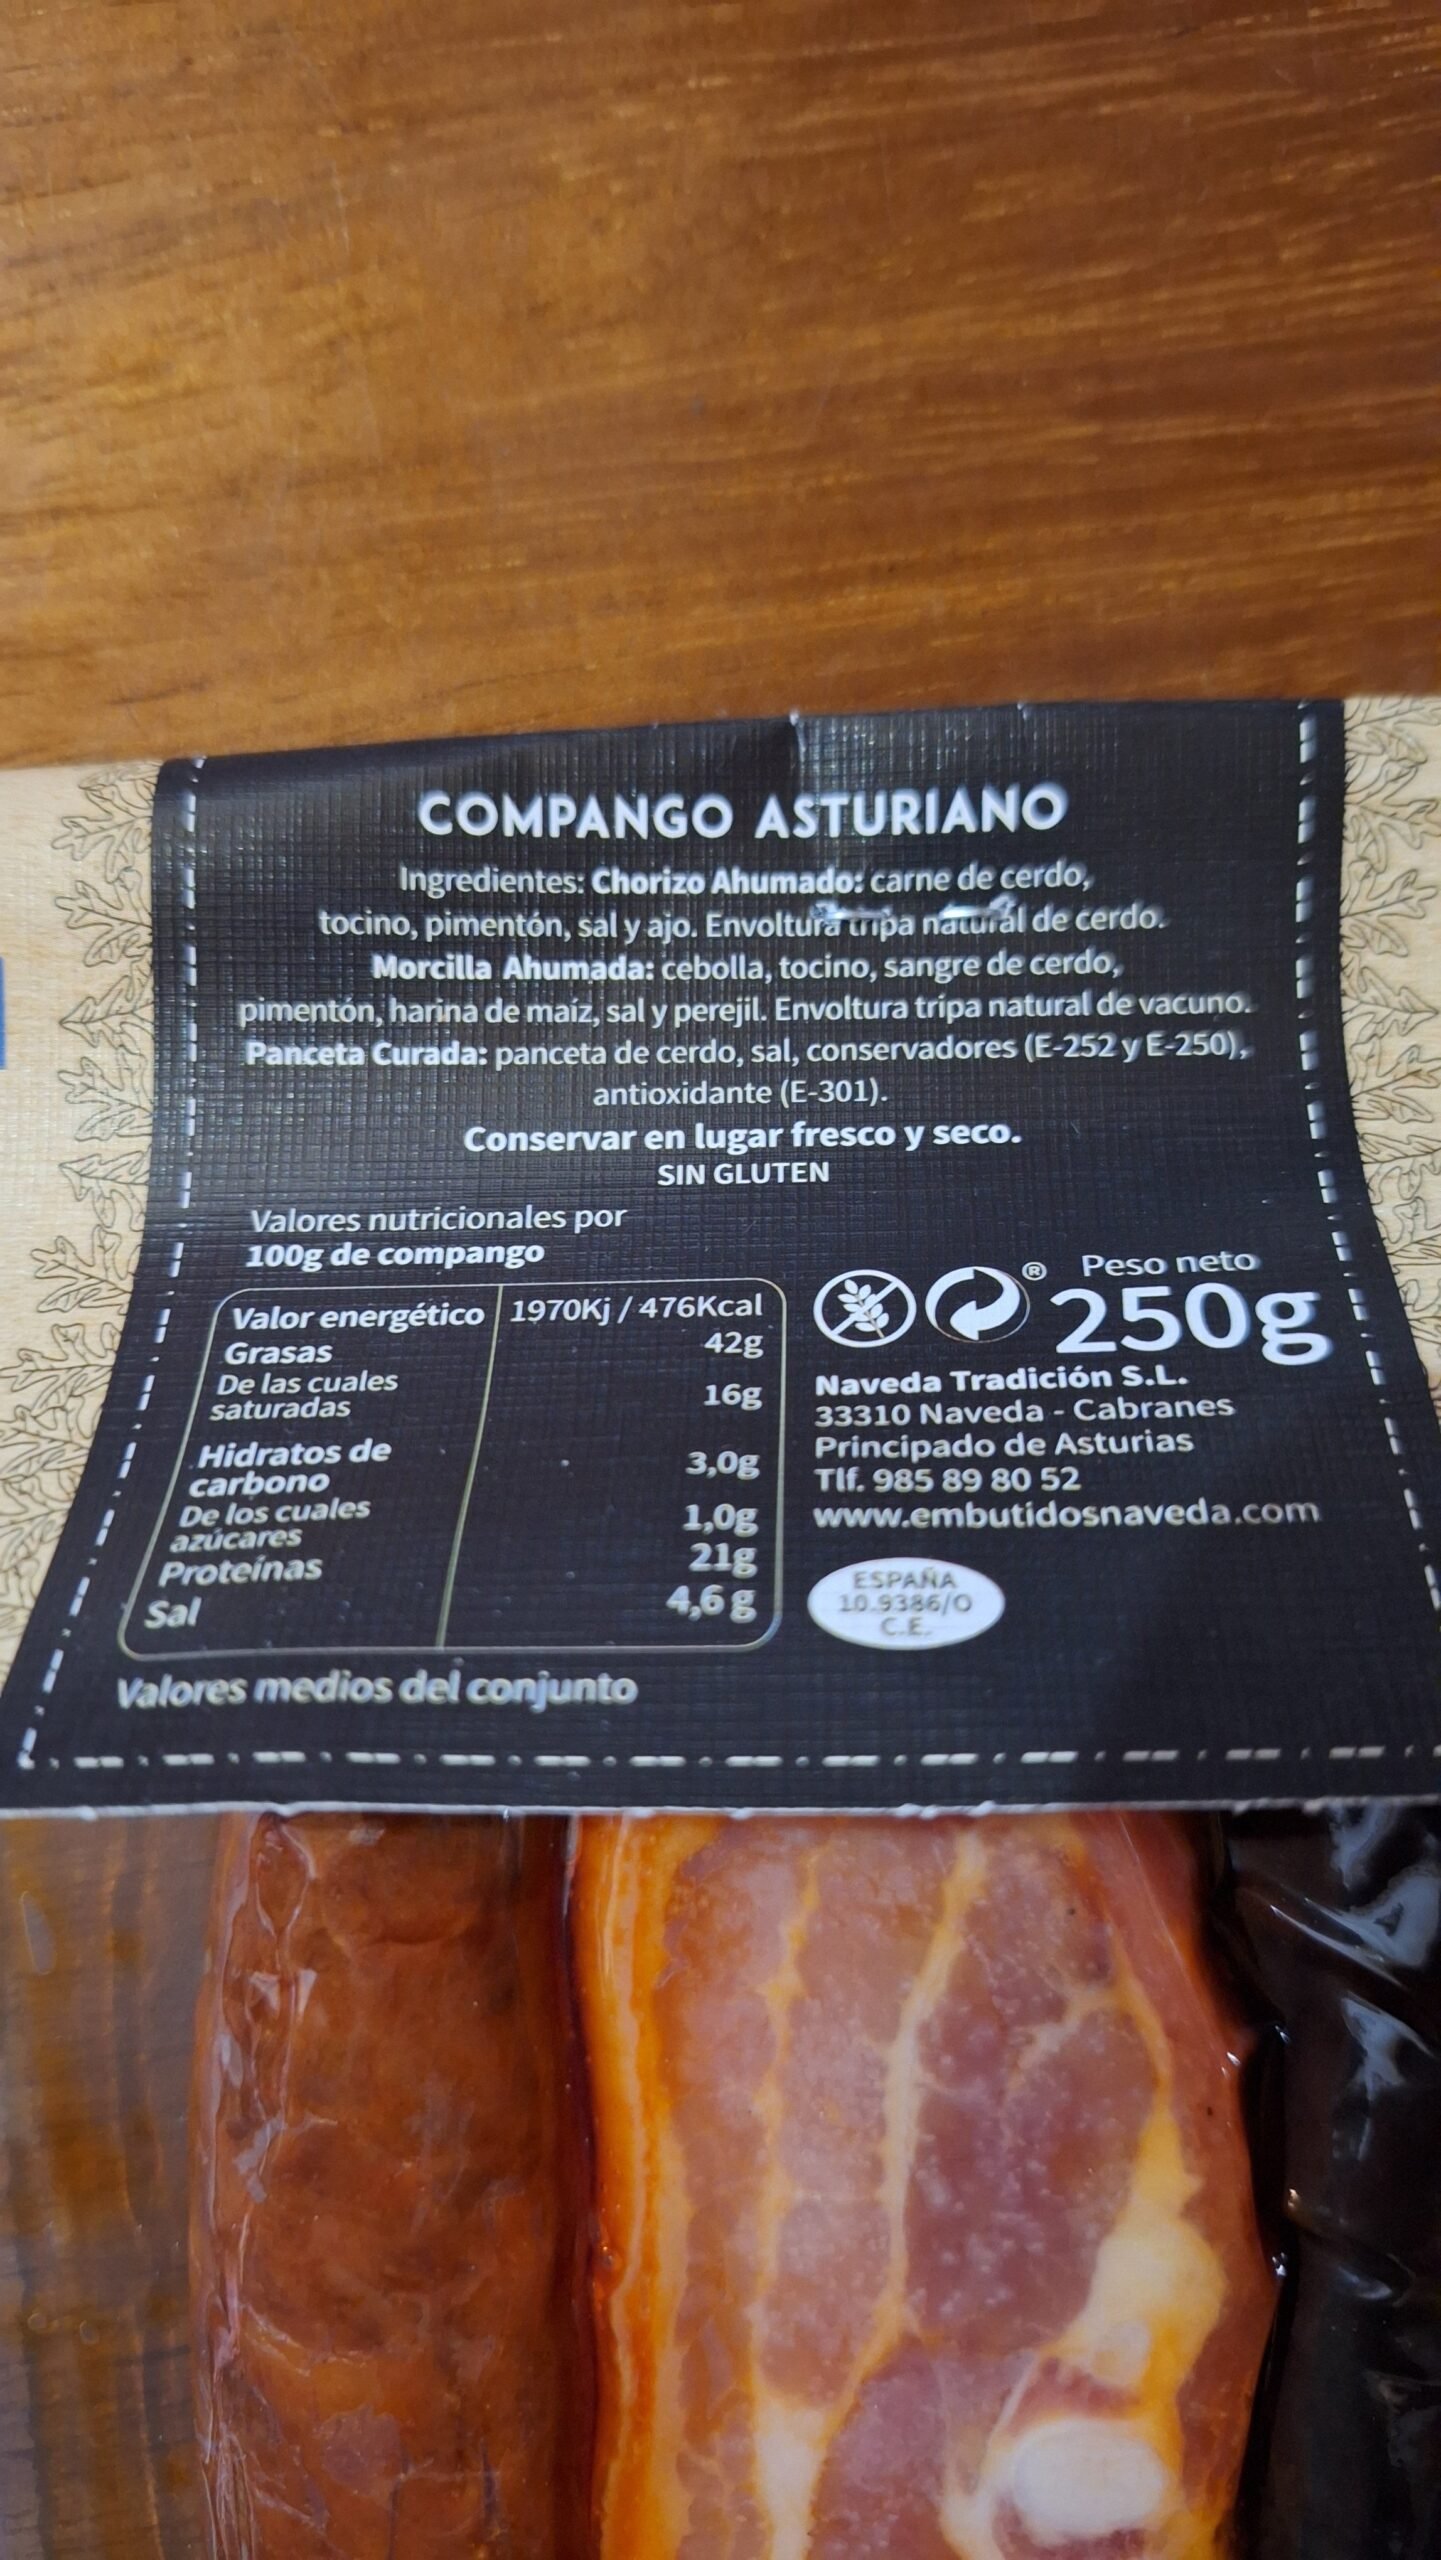 COMPANGO ASTURIANO
Ingredientes: Chorizo Ahumado: carne de cerdo,
tocino, pimentón, sal y ajo. Envoltura tripa natural de cerdo.
Morcilla Ahumada: cebolla, tocino, sangre de cerdo,
pimentón, harina de maíz, sal y perejil. Envoltura tripa natural de vacuno.
Panceta Curada: panceta de cerdo, sal, conservadores (E-252 y E-250),
antioxidante (E-301).
Conservar en lugar fresco y seco.
SIN GLUTEN
Valores nutricionales por
100g de compango
Valor energético 1970Kj / 476Kcal
Grasas 42g
De las cuales
saturadas 16g
Hidratos de
carbono 3,0g
De los cuales
azúcares 1,0g
Proteínas 21g
Sal 4,6 g
Valores medios del conjunto
®
Peso neto
250g
Naveda Tradición S.L.
33310 Naveda - Cabranes
Principado de Asturias
Tlf. 985 89 80 52
www.embutidosnaveda.com
ESPAÑA
10.9386/O
C.E.